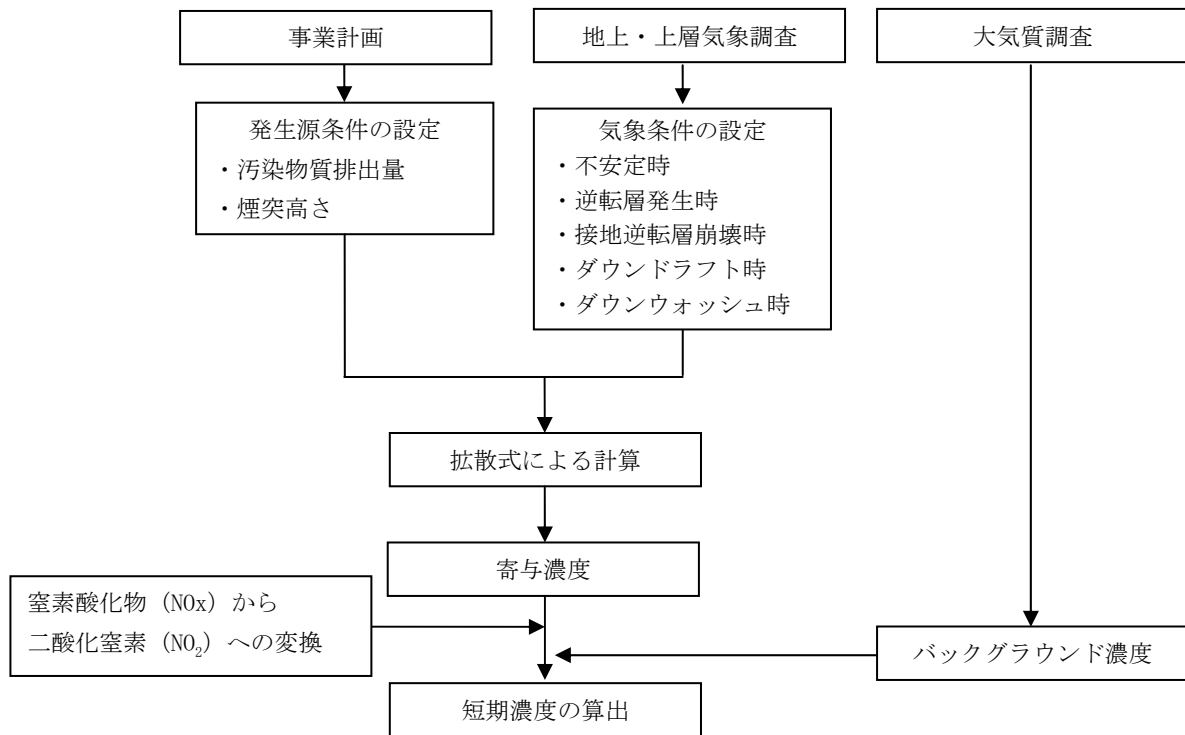 事業計画
地上・上層気象調査
大気質調査
発生源条件の設定
・汚染物質排出量
・煙突高さ
気象条件の設定
・不安定時
・逆転層発生時
・接地逆転層崩壊時
・ダウンドラフト時
・ダウンウォッシュ時
拡散式による計算
寄与濃度
窒素酸化物（NOx）から
二酸化窒素（NO₂）への変換
バックグラウンド濃度
短期濃度の算出